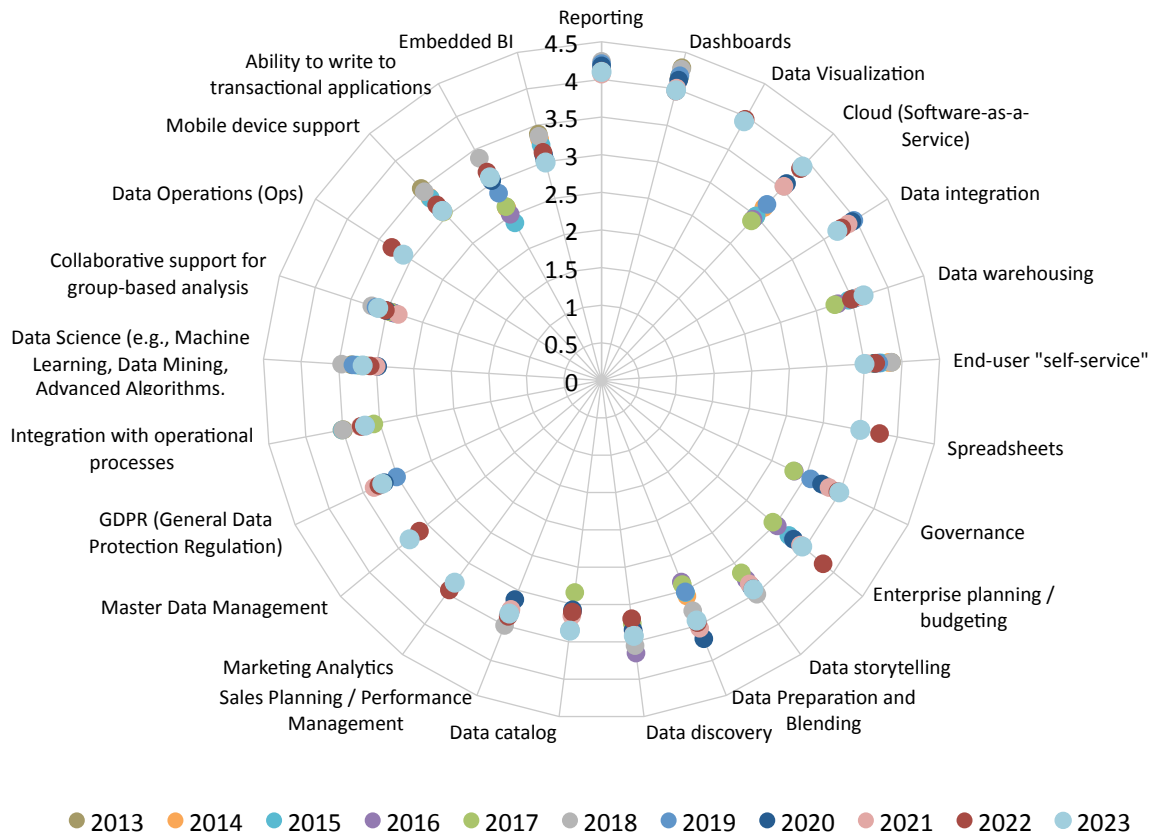 Reporting
Dashboards
Data Visualization
Cloud (Software-as-a-
Service)
Data integration
Data warehousing
End-user "self-service"
Spreadsheets
Governance
Enterprise planning /
budgeting
Data storytelling
Data Preparation and
Blending
Data discovery
Data catalog
Sales Planning / Performance
Management
Marketing Analytics
Master Data Management
GDPR (General Data
Protection Regulation)
Integration with operational
processes
Data Science (e.g., Machine
Learning, Data Mining,
Advanced Algorithms.
Collaborative support for
group-based analysis
Data Operations (Ops)
Mobile device support
Ability to write to
transactional applications
Embedded BI
4.5
4
3.5
3
2.5
2
1.5
1
0.5
0
2013 2014 2015 2016 2017 2018 2019 2020 2021 2022 2023